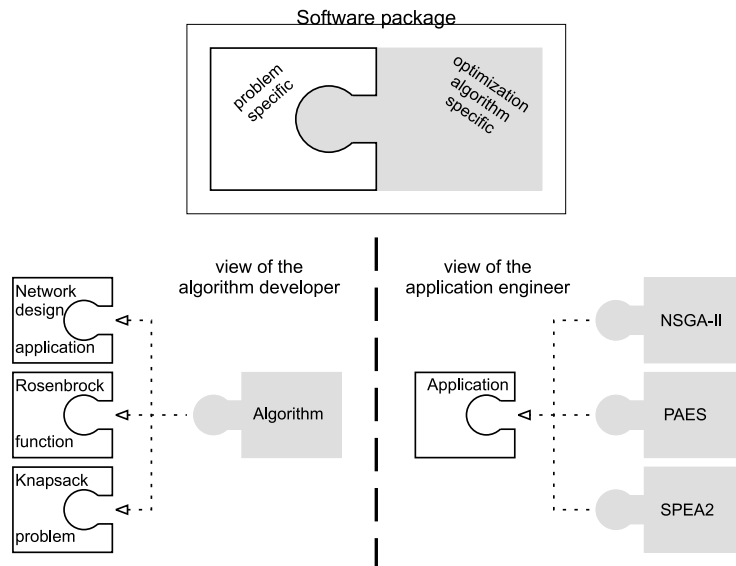 Software package
problem
specific
optimization
algorithm
specific
view of the
algorithm developer
view of the
application engineer
Network
design
application
Rosenbrock
function
Knapsack
problem
Algorithm
Application
NSGA-II
PAES
SPEA2